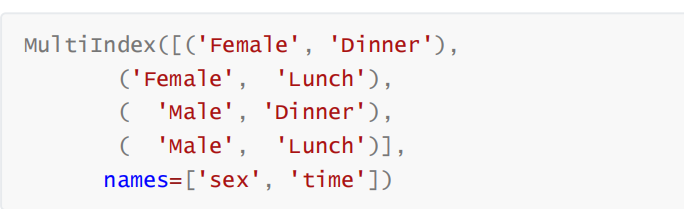 MultiIndex([('Female', 'Dinner'),
            ('Female',  'Lunch'),
            (  'Male', 'Dinner'),
            (  'Male',  'Lunch')],
           names=['sex', 'time'])